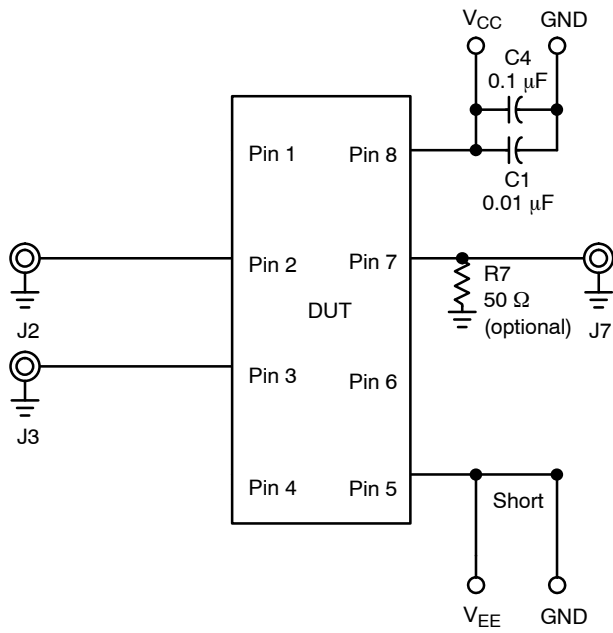 VCC GND
C4
0.1 μF
Pin 1 Pin 8
C1
0.01 μF
Pin 2 Pin 7
R7
50 Ω
(optional)
J2
DUT
J7
Pin 3 Pin 6
J3
Pin 4 Pin 5
Short
VEE GND